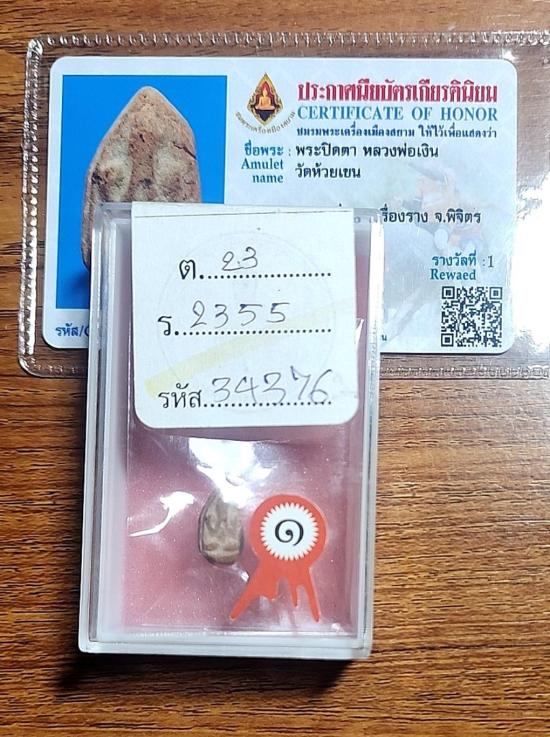 ประกาศนียบัตรเกียรตินิยม
CERTIFICATE OF HONOR
ชมรมพระเครื่องเมืองสยาม ให้ไว้เพื่อแสดงว่า
ชื่อพระ : พระปิดตา หลวงพ่อเงิน
Amulet
name วัดห้วยเขน
เครื่องราง จ.พิจิตร
รางวัลที่ :1
Rewaed
รหัส/
ต. 23
ร. 2355
รหัส. 34376
๑